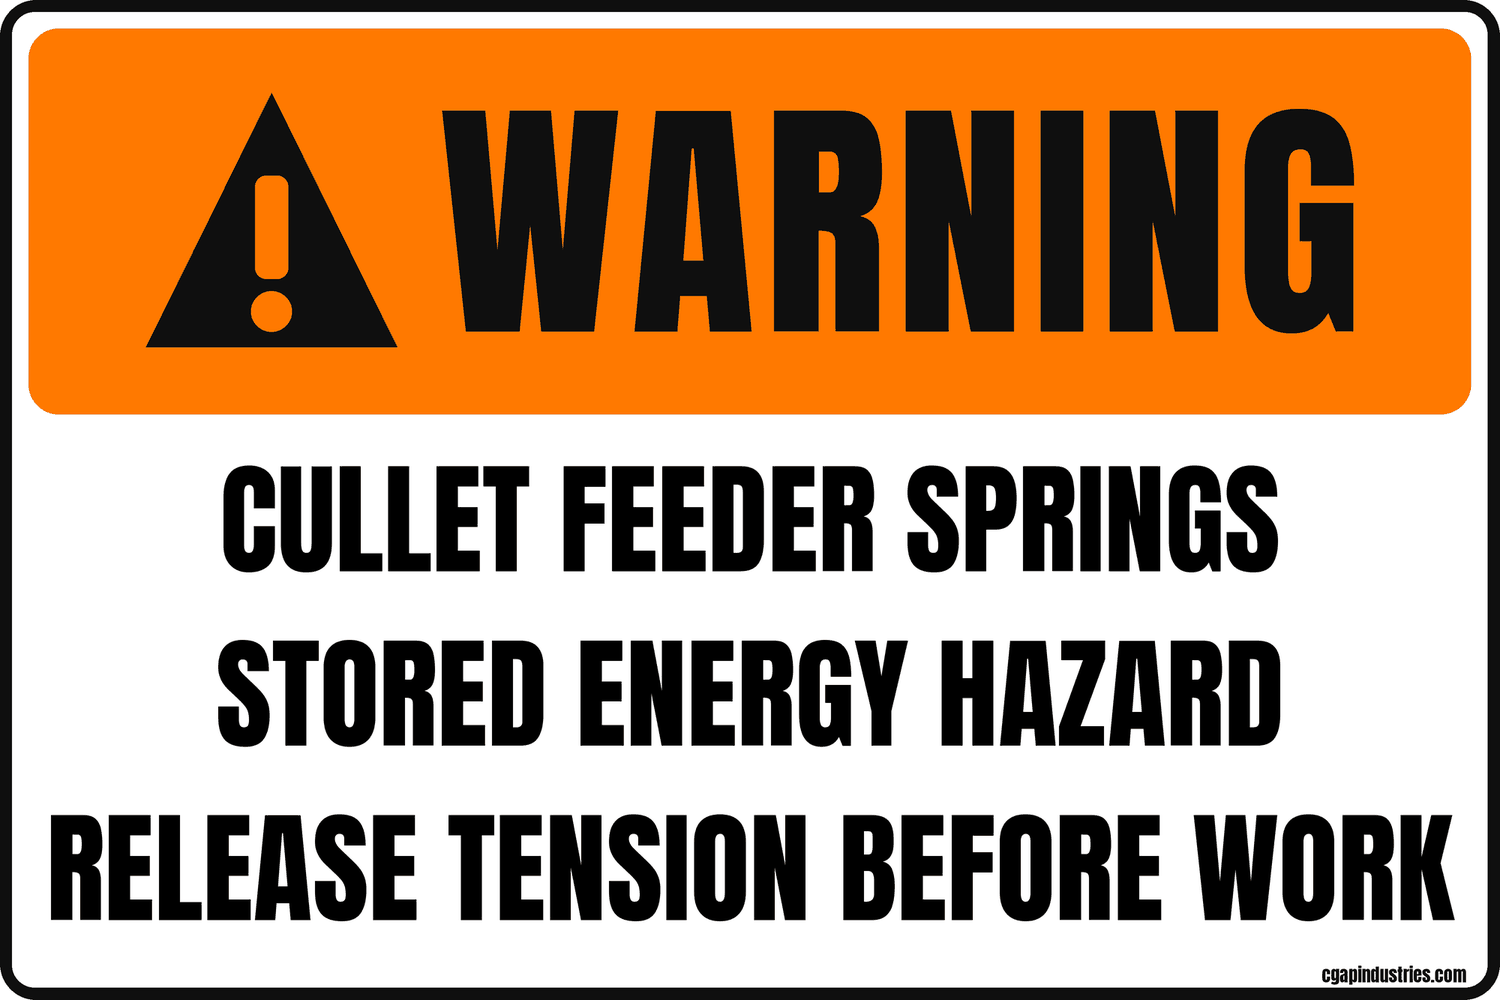 WARNING
CULLET FEEDER SPRINGS
STORED ENERGY HAZARD
RELEASE TENSION BEFORE WORK
cgapindustries.com